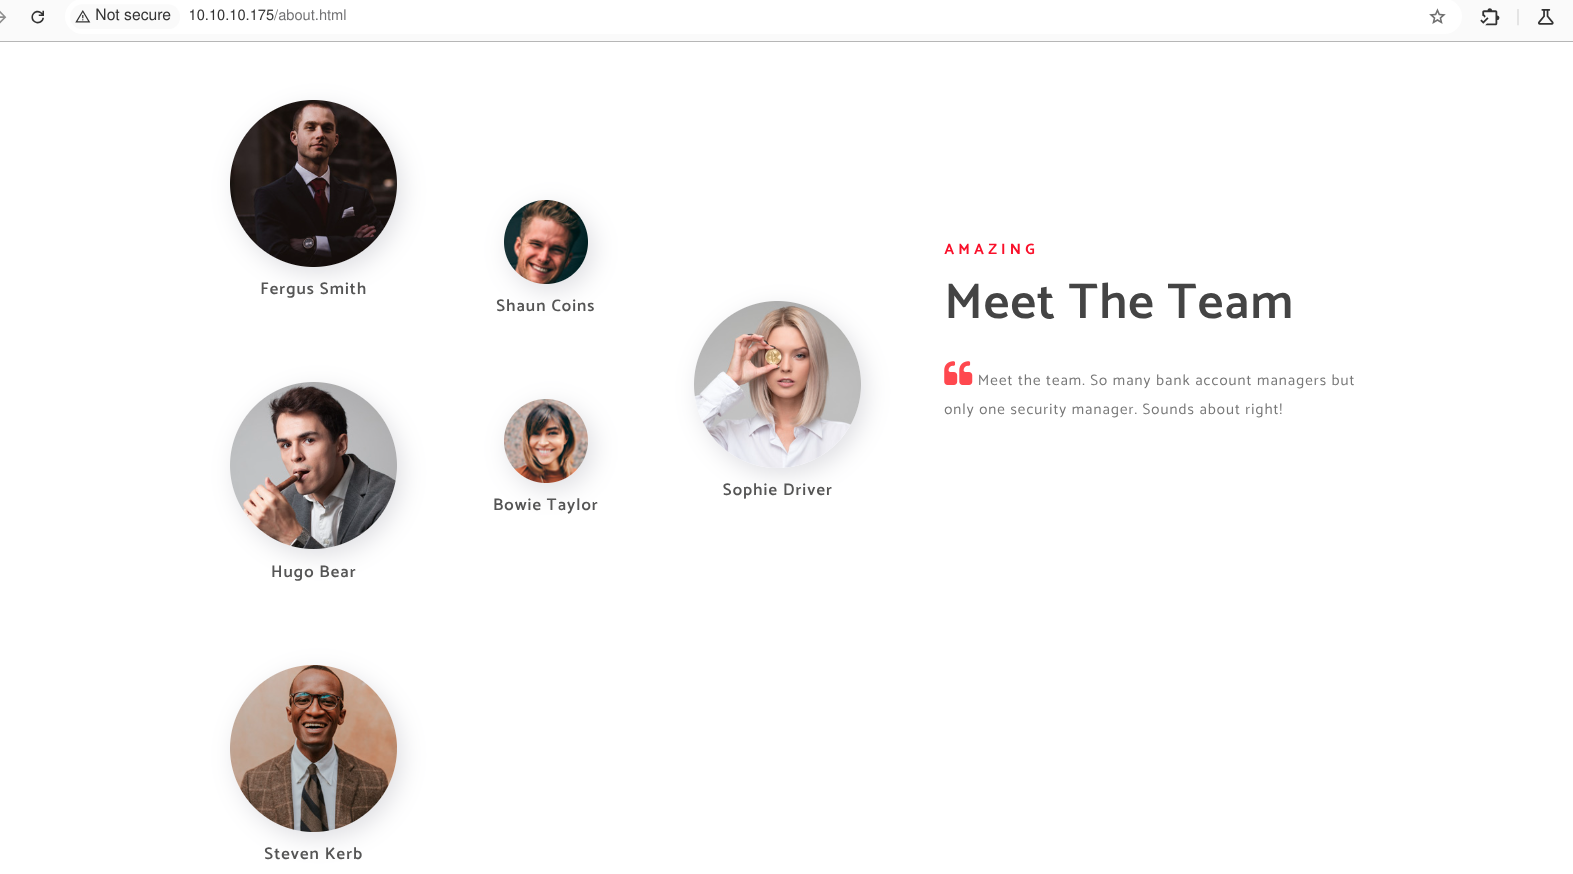 Not secure 10.10.10.175/about.html
Fergus Smith
Shaun Coins
Hugo Bear
Bowie Taylor
Sophie Driver
Steven Kerb
AMAZING
Meet The Team
❝ Meet the team. So many bank account managers but
only one security manager. Sounds about right!